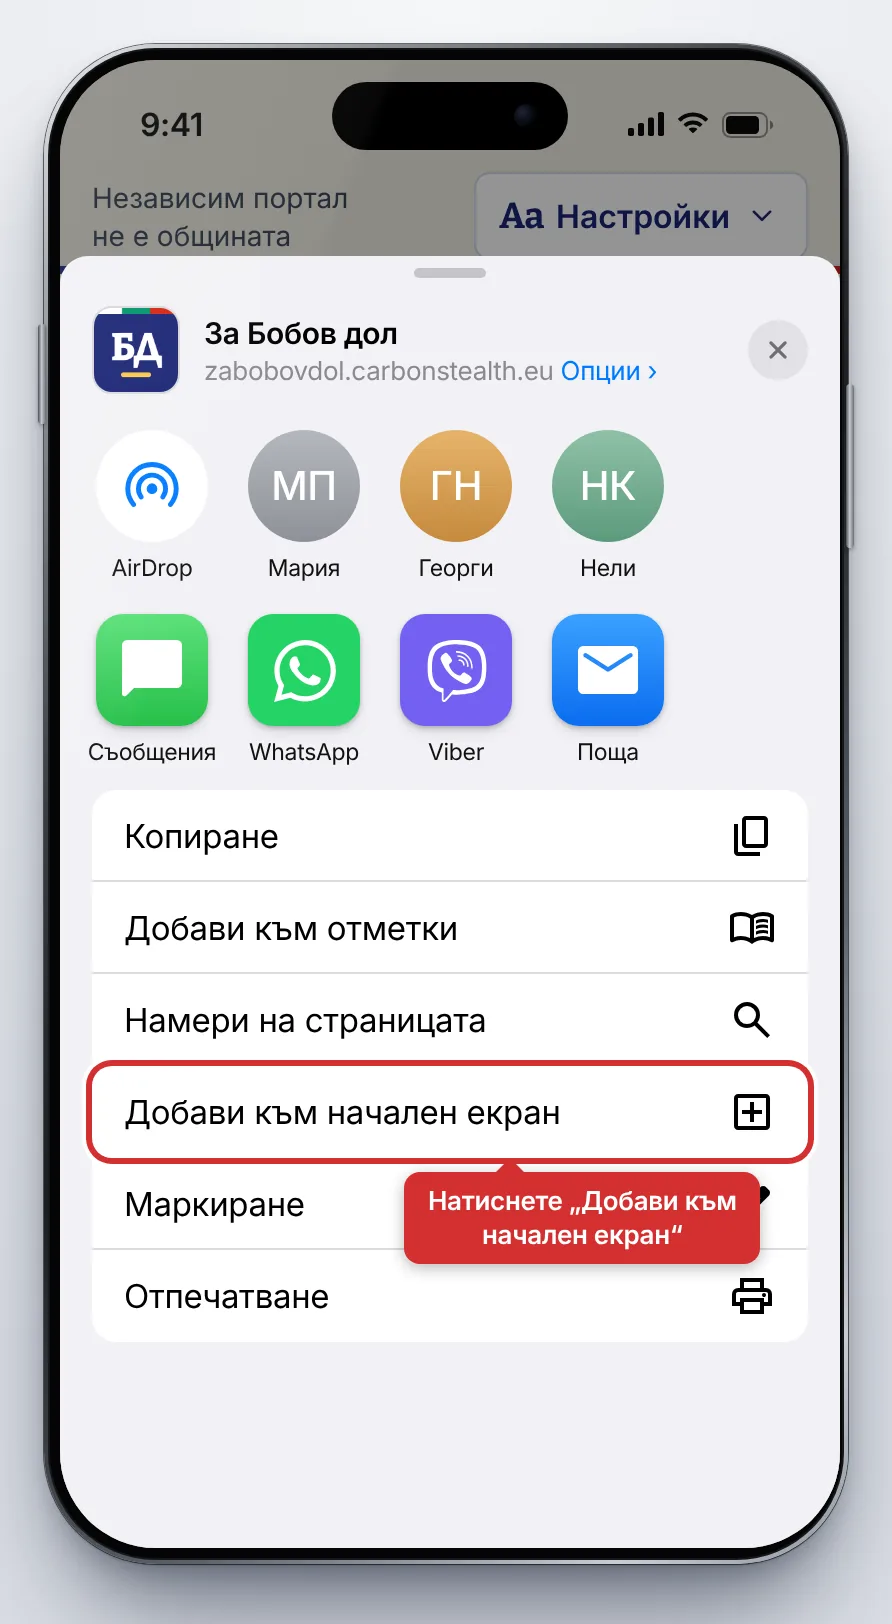 9:41
Независим портал
не е общината
Aa Настройки
БД
За Бобов дол
zabobovdol.carbonstealth.eu Опции ›
МП
ГН
НК
AirDrop
Мария
Георги
Нели
Съобщения
WhatsApp
Viber
Поща
Копиране
Добави към отметки
Намери на страницата
Добави към начален екран
Маркиране
Натиснете „Добави към
начален екран“
Отпечатване